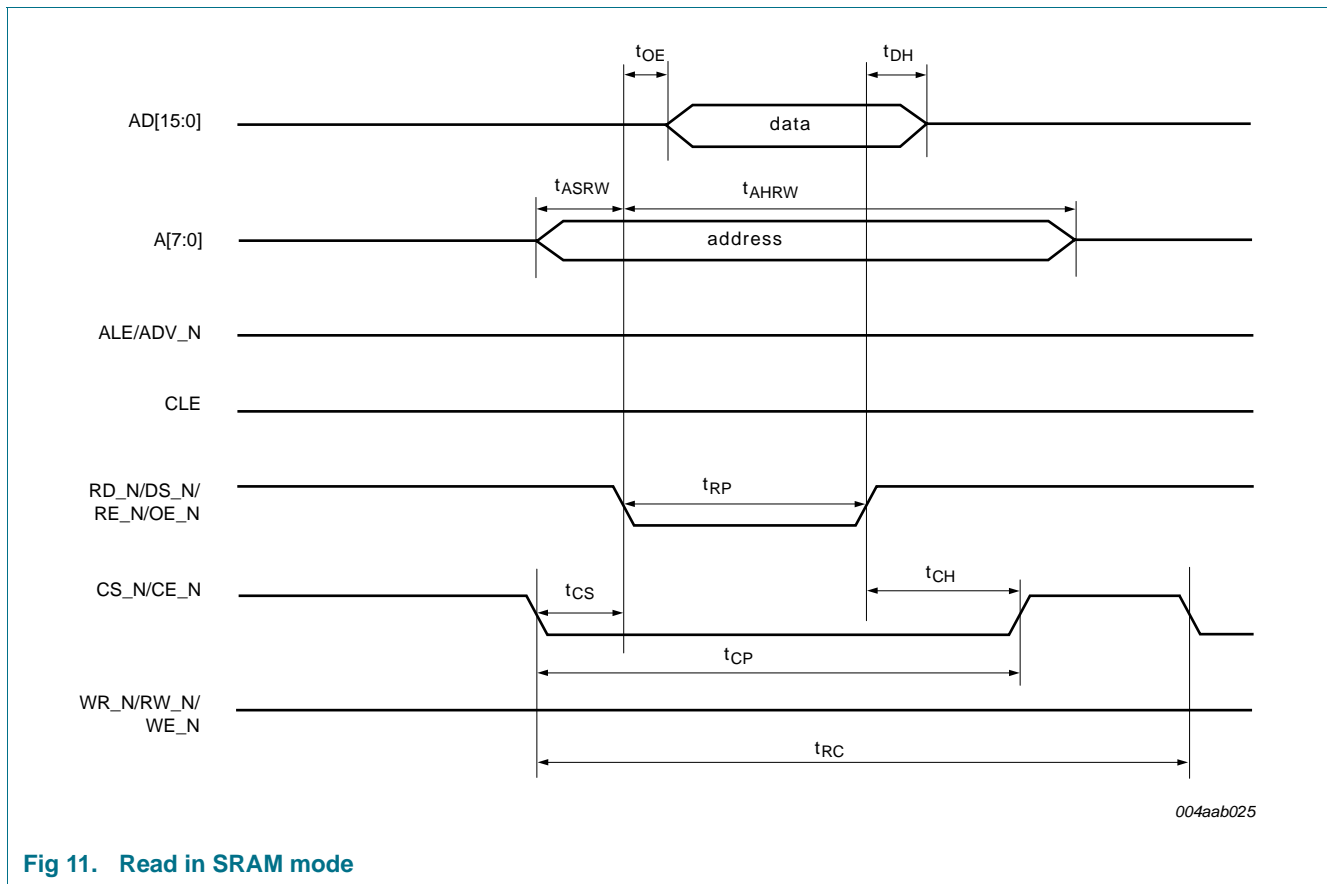 tOE
tDH
AD[15:0]
data
tASRW
tAHRW
A[7:0]
address
ALE/ADV_N
CLE
RD_N/DS_N/
RE_N/OE_N
tRP
CS_N/CE_N
tCS
tCH
tCP
WR_N/RW_N/
WE_N
tRC
004aab025
Fig 11. Read in SRAM mode